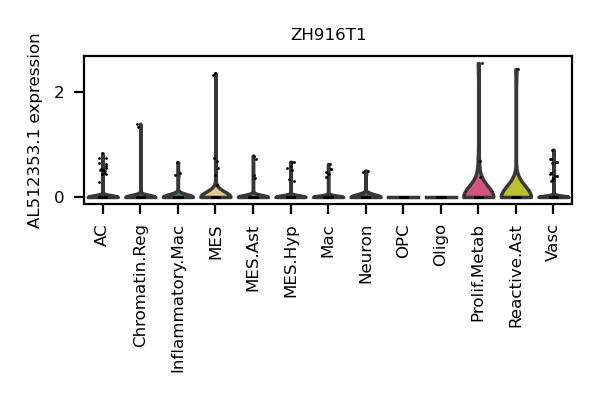 ZH916T1
AL512353.1 expression
2
0
AC
Chromatin.Reg
Inflammatory.Mac
MES
MES.Ast
MES.Hyp
Mac
Neuron
OPC
Oligo
Prolif.Metab
Reactive.Ast
Vasc